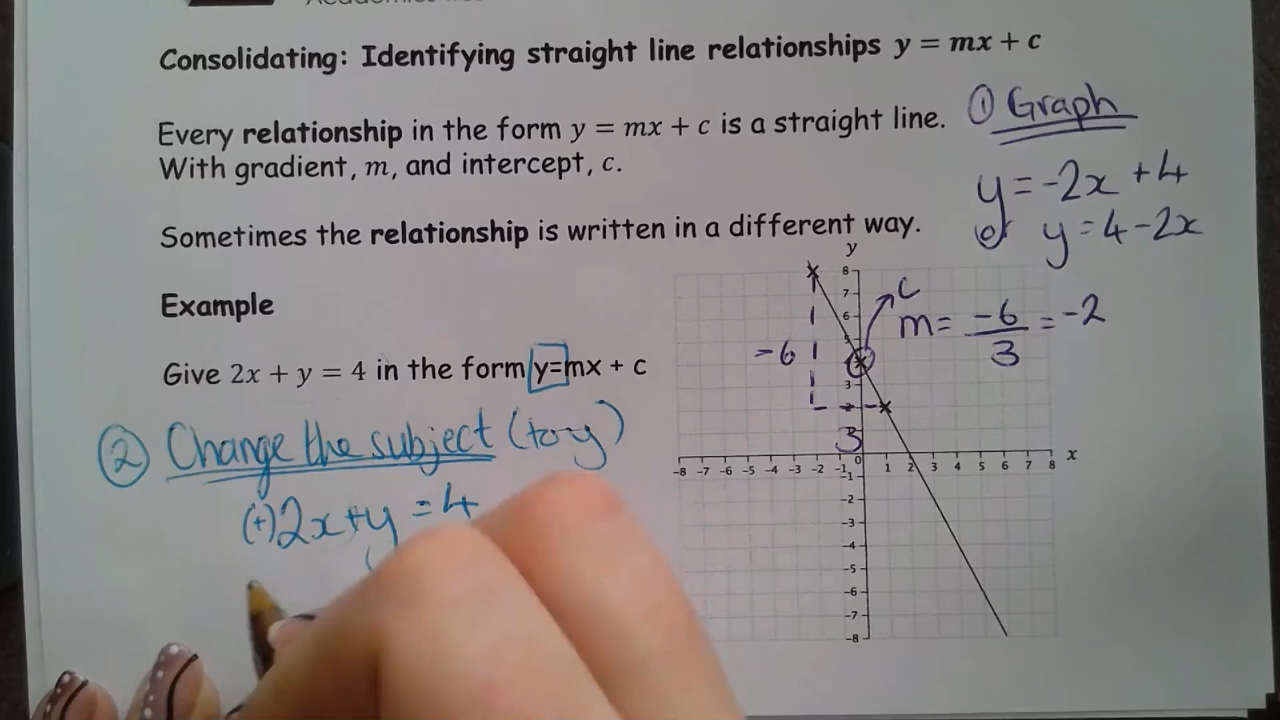 Consolidating: Identifying straight line relationships y = mx + c
Every relationship in the form y = mx + c is a straight line.
With gradient, m, and intercept, c.
Sometimes the relationship is written in a different way.
① Graph
y = -2x + 4
or y = 4 - 2x
Example
Give 2x + y = 4 in the form y = mx + c
② Change the subject (to y)
(+) 2x + y = 4
y
8
7
6
3
c
m = -6/3 = -2
-6
3
-8 -7 -6 -5 -4 -3 -2 -1 0 1 2 3 4 5 6 7 8 x
-1
-2
-3
-4
-5
-6
-7
-8